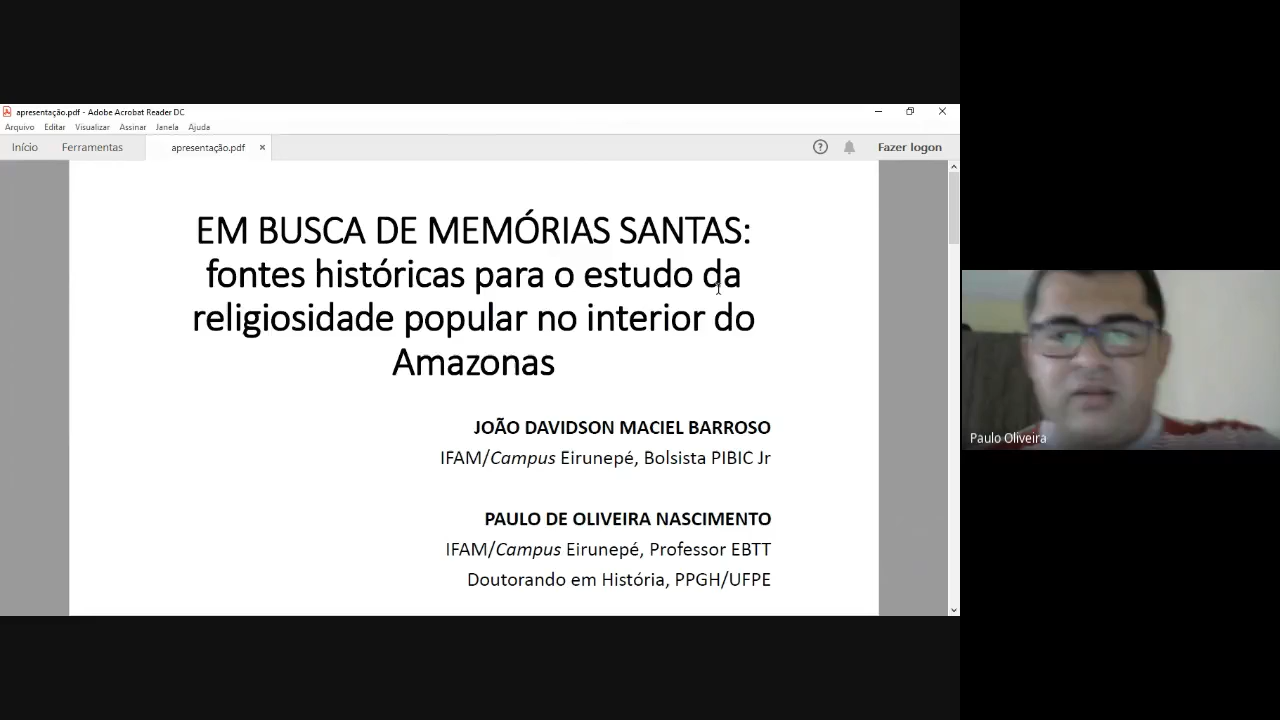 apresentação.pdf - Adobe Acrobat Reader DC
Arquivo Editar Visualizar Assinar Janela Ajuda
Início Ferramentas apresentação.pdf × ? Fazer logon
EM BUSCA DE MEMÓRIAS SANTAS:
fontes históricas para o estudo da
religiosidade popular no interior do
Amazonas
JOÃO DAVIDSON MACIEL BARROSO
IFAM/Campus Eirunepé, Bolsista PIBIC Jr
PAULO DE OLIVEIRA NASCIMENTO
IFAM/Campus Eirunepé, Professor EBTT
Doutorando em História, PPGH/UFPE
Paulo Oliveira